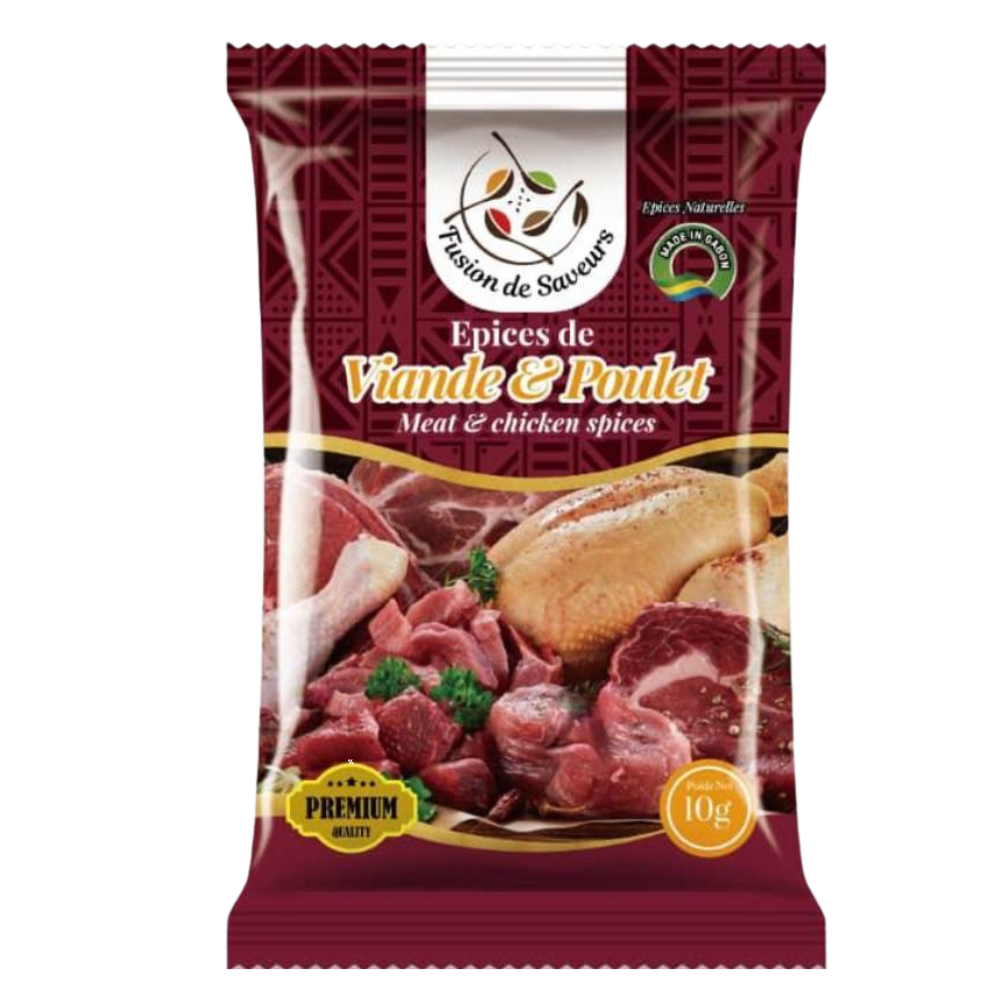 Fusion de Saveurs
Epices Naturelles
MADE IN GABON
Epices de
Viande & Poulet
Meat & chicken spices
PREMIUM
QUALITY
Poids Net
10g